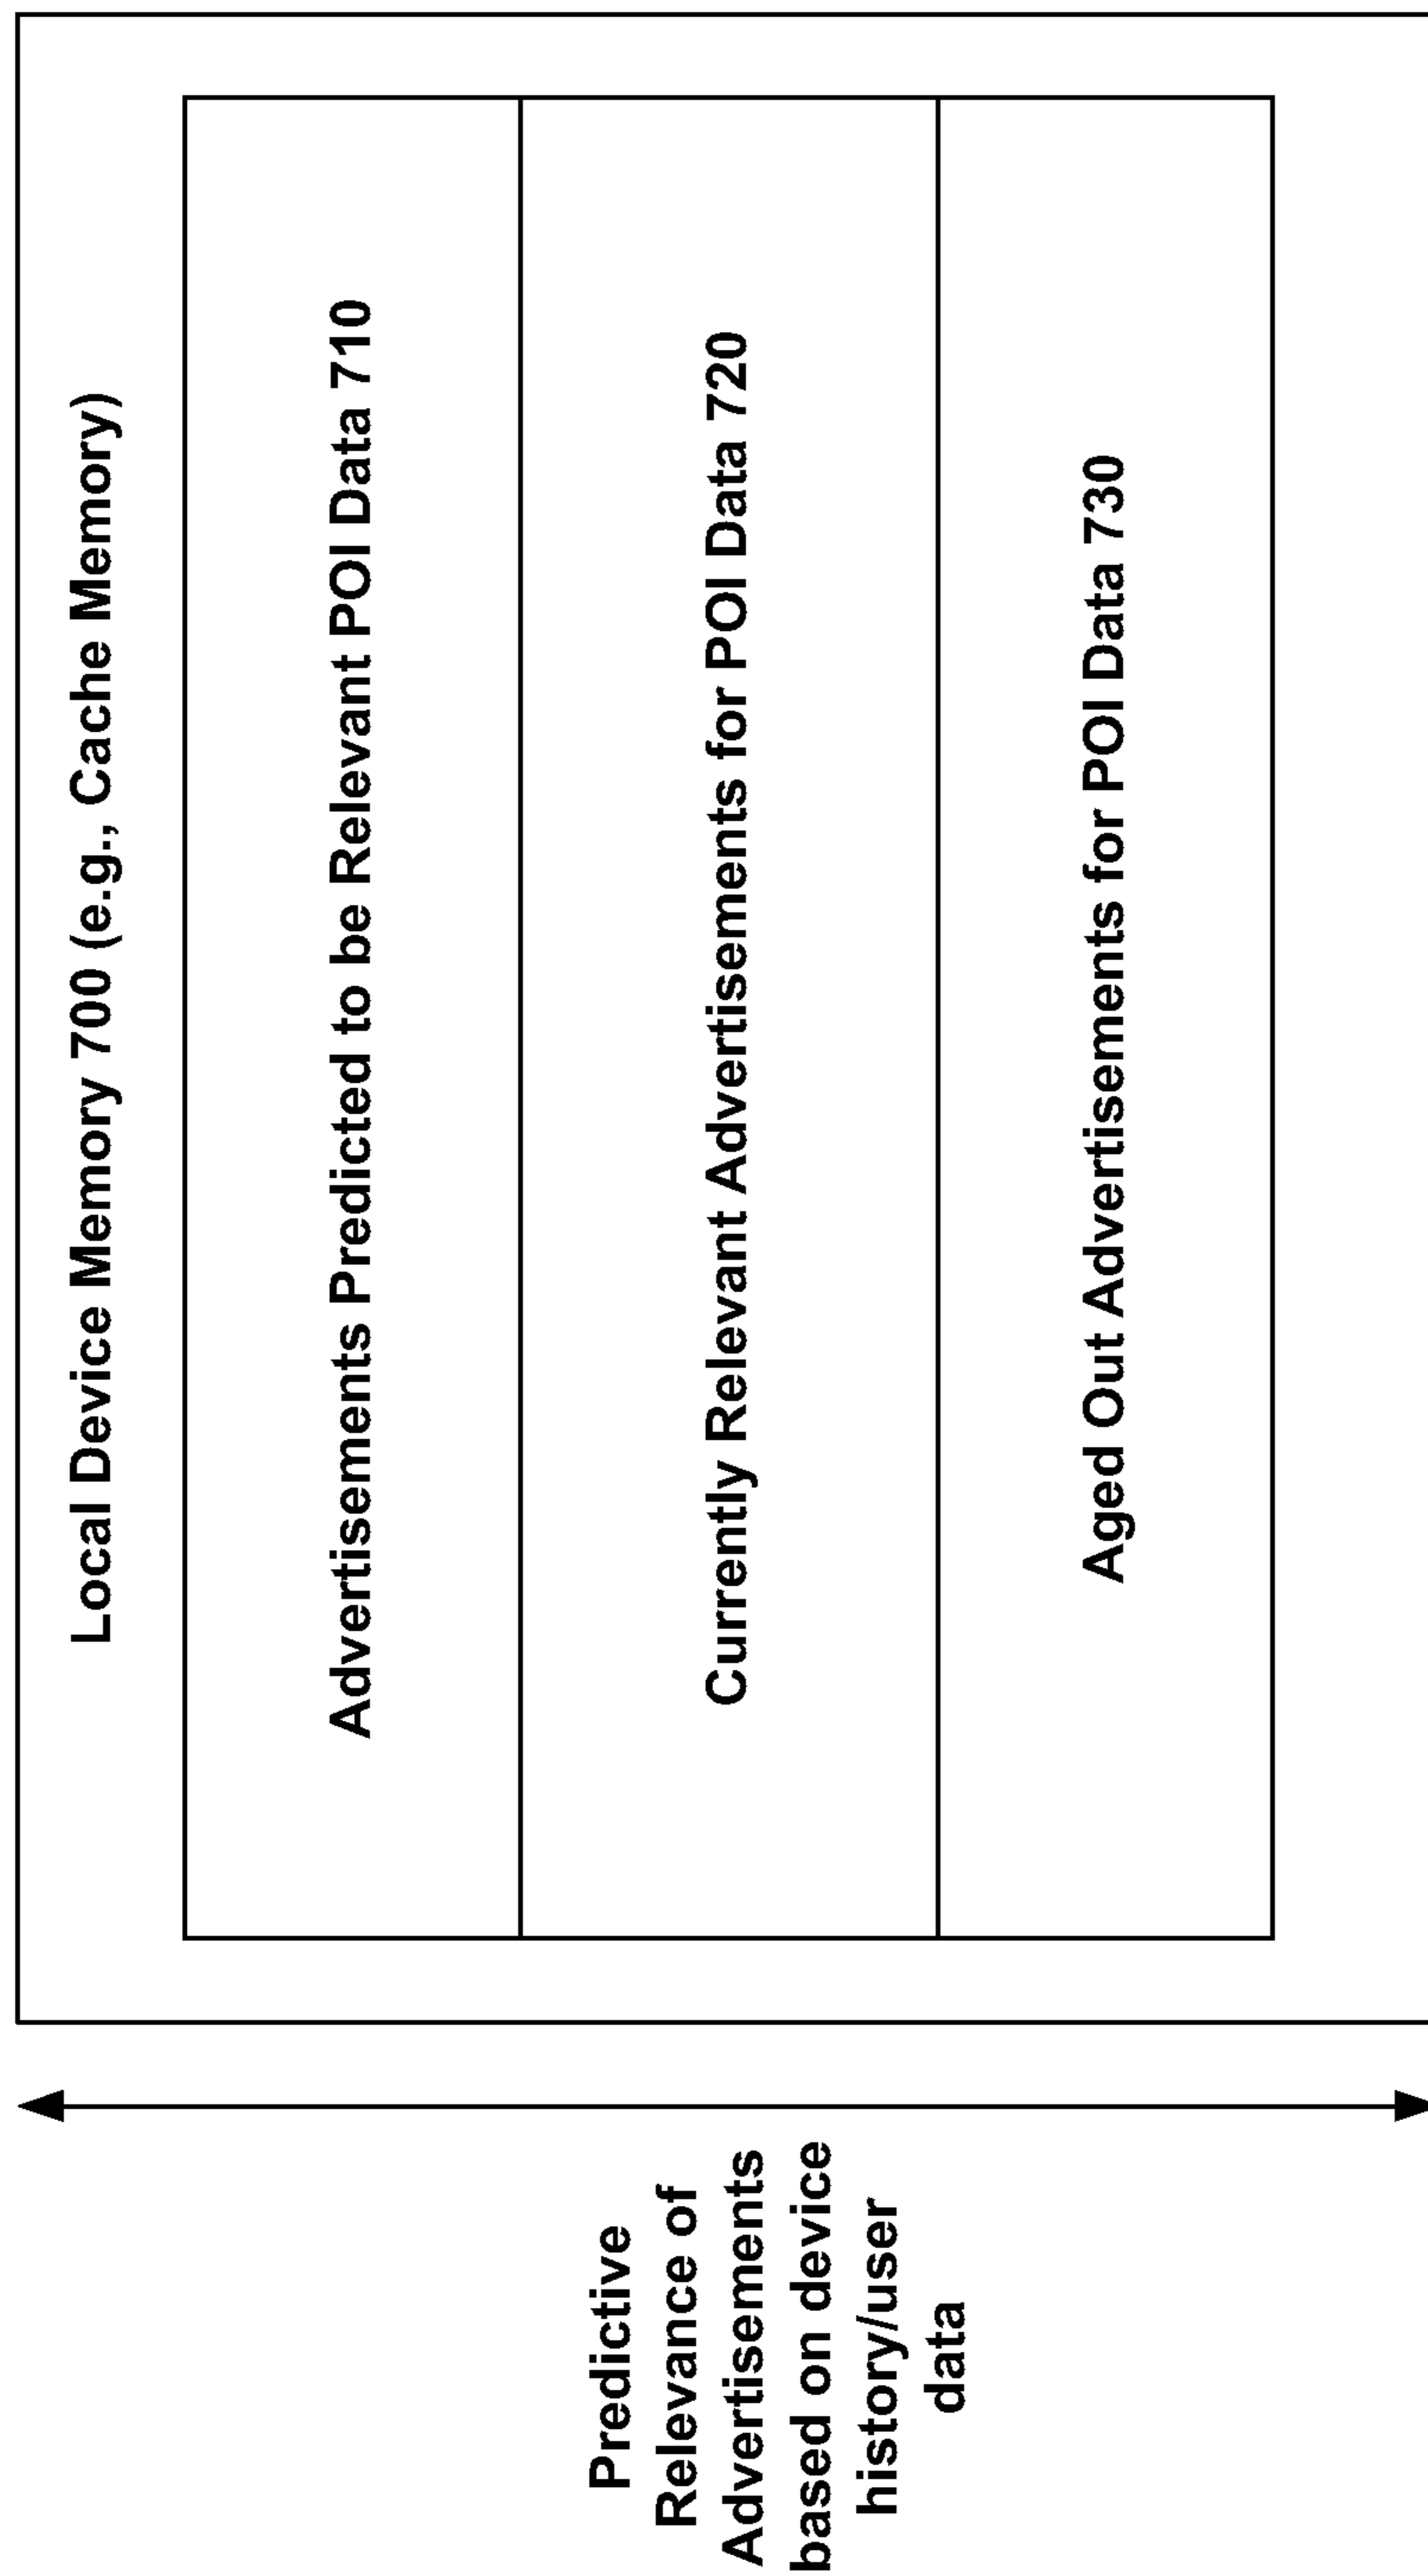 Local Device Memory 700 (e.g., Cache Memory)
Advertisements Predicted to be Relevant POI Data 710
Currently Relevant Advertisements for POI Data 720
Aged Out Advertisements for POI Data 730
Predictive
Relevance of
Advertisements
based on device
history/user
data